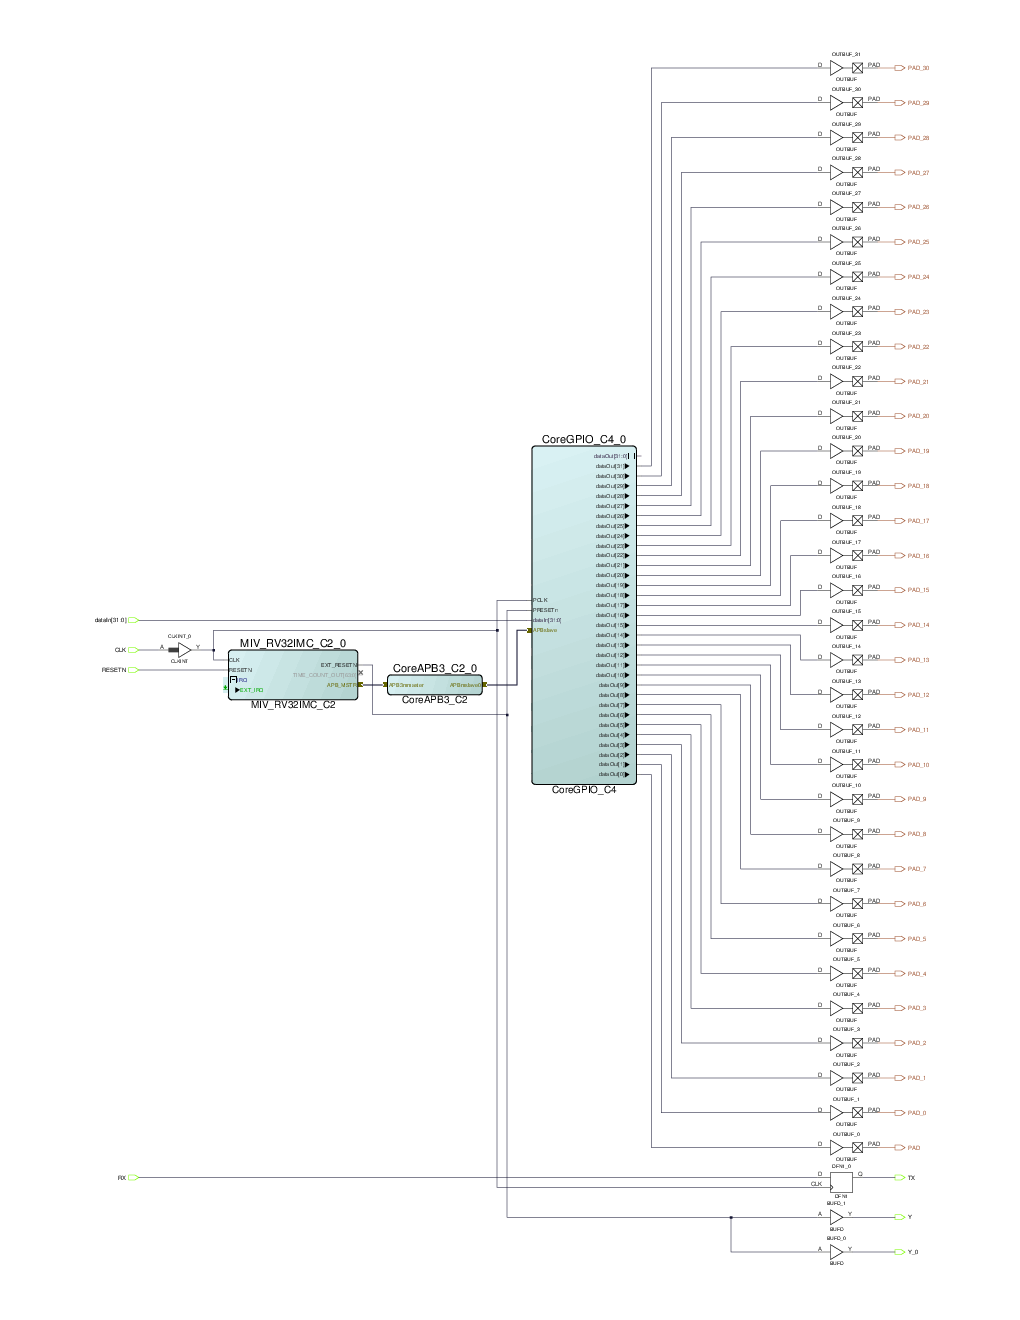 OUTBUF_31
D PAD PAD_30
OUTBUF
OUTBUF_30
D PAD PAD_29
OUTBUF
OUTBUF_29
D PAD PAD_28
OUTBUF
OUTBUF_28
D PAD PAD_27
OUTBUF
OUTBUF_27
D PAD PAD_26
OUTBUF
OUTBUF_26
D PAD PAD_25
OUTBUF
OUTBUF_25
D PAD PAD_24
OUTBUF
OUTBUF_24
D PAD PAD_23
OUTBUF
OUTBUF_23
D PAD PAD_22
OUTBUF
OUTBUF_22
D PAD PAD_21
OUTBUF
OUTBUF_21
D PAD PAD_20
OUTBUF
OUTBUF_20
D PAD PAD_19
OUTBUF
OUTBUF_19
D PAD PAD_18
OUTBUF
OUTBUF_18
D PAD PAD_17
OUTBUF
OUTBUF_17
D PAD PAD_16
OUTBUF
OUTBUF_16
D PAD PAD_15
OUTBUF
OUTBUF_15
D PAD PAD_14
OUTBUF
OUTBUF_14
D PAD PAD_13
OUTBUF
OUTBUF_13
D PAD PAD_12
OUTBUF
OUTBUF_12
D PAD PAD_11
OUTBUF
OUTBUF_11
D PAD PAD_10
OUTBUF
OUTBUF_10
D PAD PAD_9
OUTBUF
OUTBUF_9
D PAD PAD_8
OUTBUF
OUTBUF_8
D PAD PAD_7
OUTBUF
OUTBUF_7
D PAD PAD_6
OUTBUF
OUTBUF_6
D PAD PAD_5
OUTBUF
OUTBUF_5
D PAD PAD_4
OUTBUF
OUTBUF_4
D PAD PAD_3
OUTBUF
OUTBUF_3
D PAD PAD_2
OUTBUF
OUTBUF_2
D PAD PAD_1
OUTBUF
OUTBUF_1
D PAD PAD_0
OUTBUF
OUTBUF_0
D PAD PAD
OUTBUF
CoreGPIO_C4_0
dataOut[31:0]
dataOut[31]
dataOut[30]
dataOut[29]
dataOut[28]
dataOut[27]
dataOut[26]
dataOut[25]
dataOut[24]
dataOut[23]
dataOut[22]
dataOut[21]
dataOut[20]
dataOut[19]
dataOut[18]
dataOut[17]
dataOut[16]
dataOut[15]
dataOut[14]
dataOut[13]
dataOut[12]
dataOut[11]
dataOut[10]
dataOut[9]
dataOut[8]
dataOut[7]
dataOut[6]
dataOut[5]
dataOut[4]
dataOut[3]
dataOut[2]
dataOut[1]
dataOut[0]
PCLK
PRESETn
dataIn[31:0]
APBslave
CoreGPIO_C4
dataIn[31:0]
CLK
RESETN
CLKINT_0
A Y
CLKINT
MIV_RV32IMC_C2_0
CLK
RESETN
IRQ
EXT_IRQ
EXT_RESETN
APB_MSTR
MIV_RV32IMC_C2
CoreAPB3_C2_0
APB3mmaster APBmslave0
CoreAPB3_C2
RX
DFN1_0
D Q TX
CLK
DFN1
BUFD_1
A Y Y
BUFD
BUFD_0
A Y Y_0
BUFD